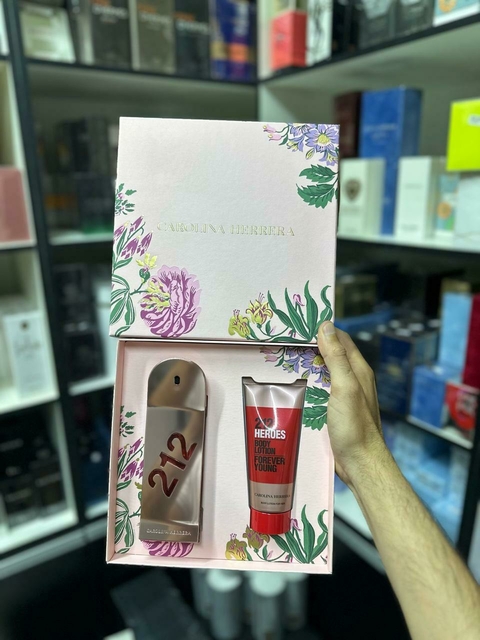 CAROLINA HERRERA
212
CAROLINA HERRERA
212
HEROES
BODY
LOTION
FOREVER
YOUNG
CAROLINA HERRERA